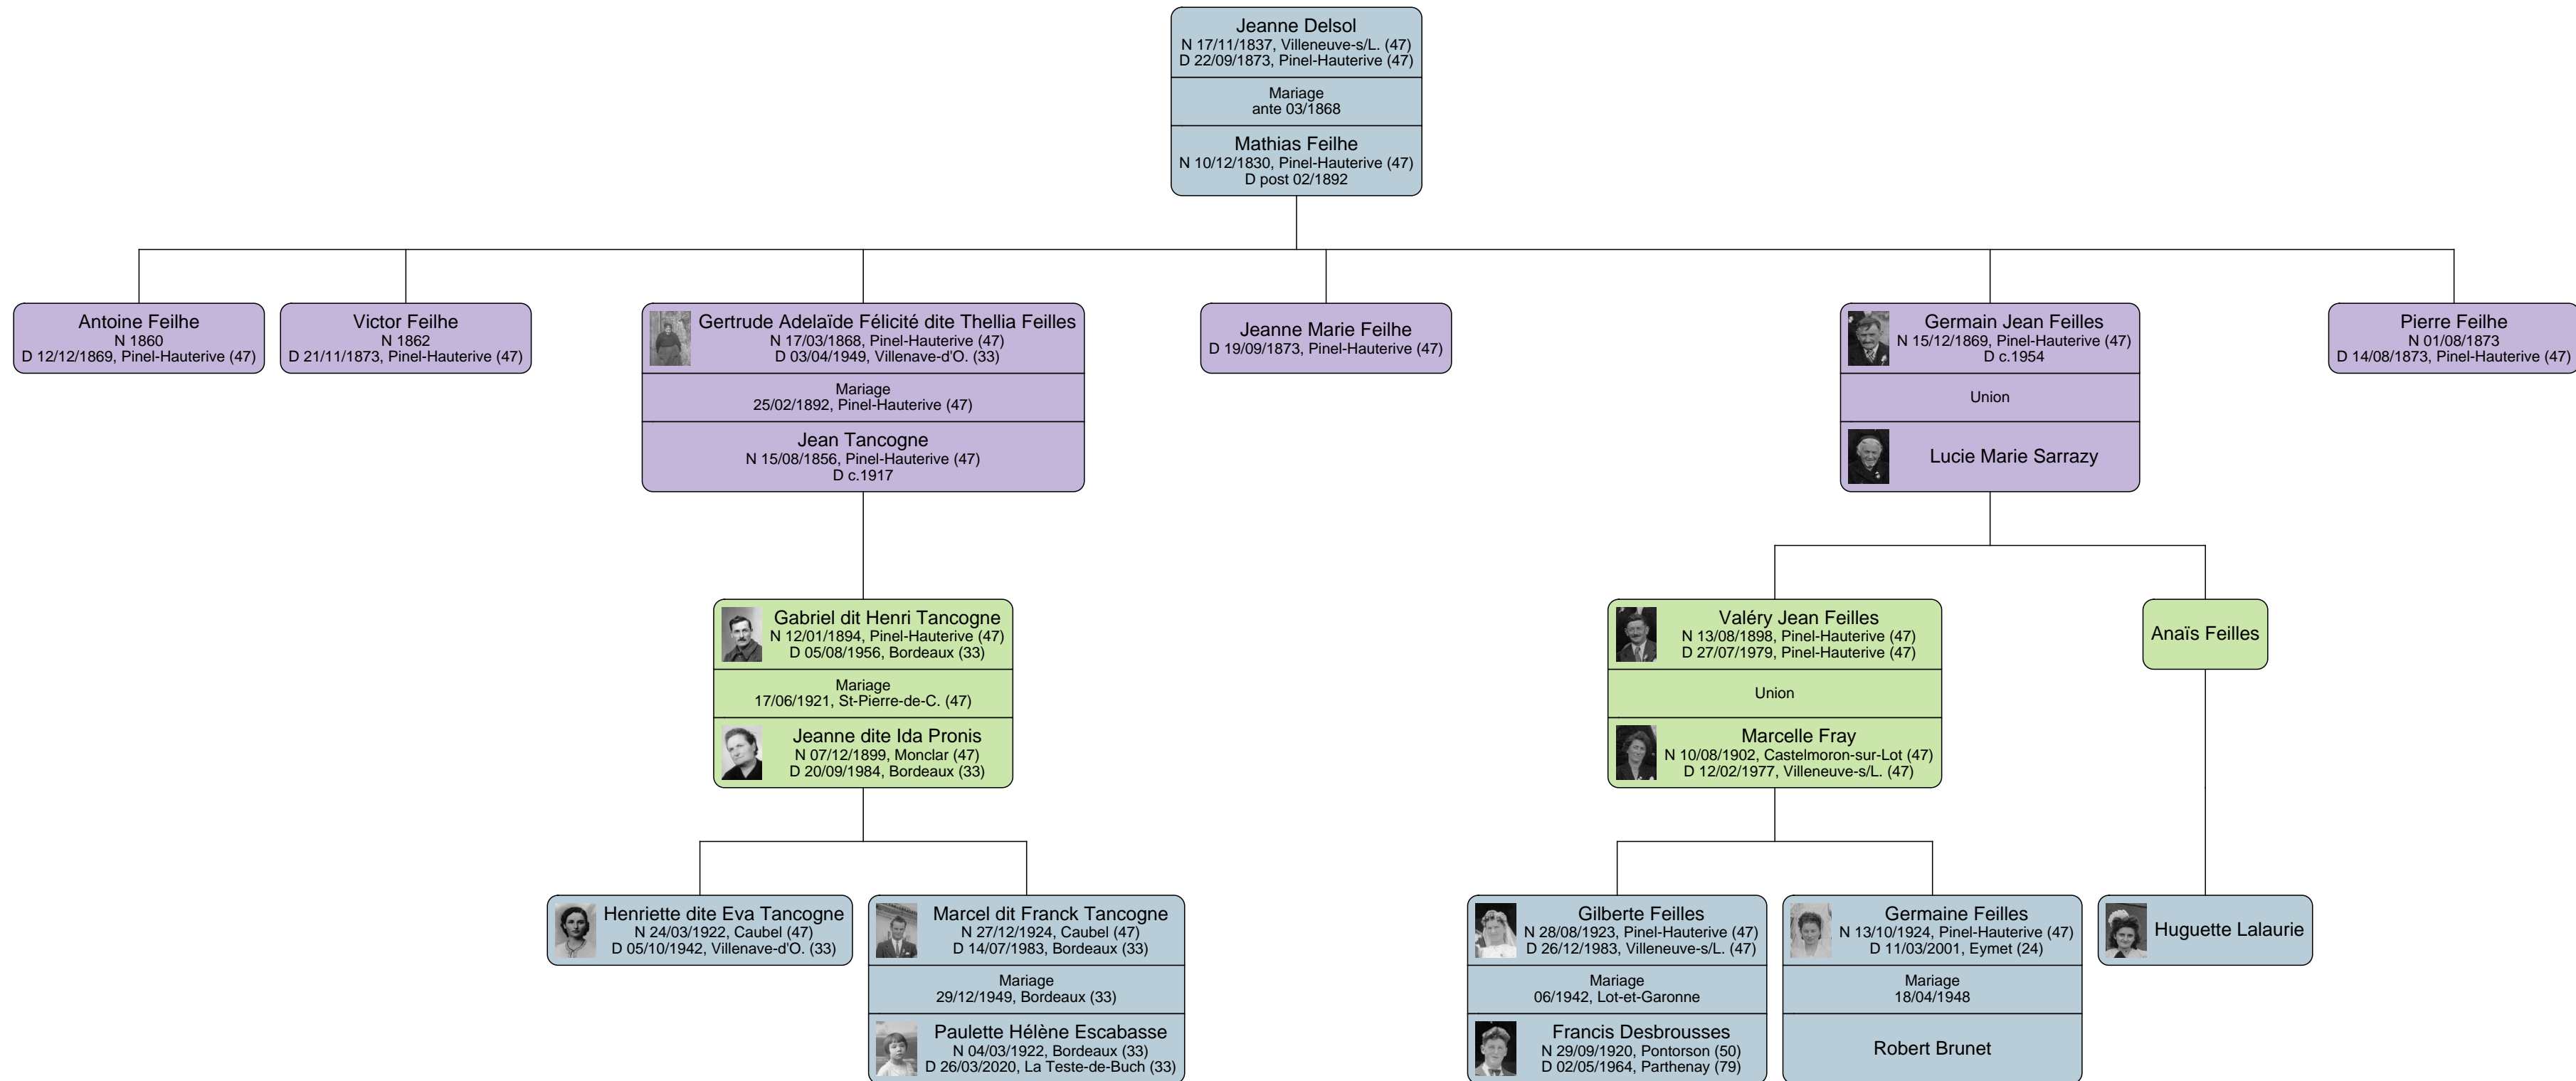 Jeanne Delsol
N 17/11/1837, Villeneuve-s/L. (47)
D 22/09/1873, Pinel-Hauterive (47)
Mariage
ante 03/1868
Mathias Feilhe
N 10/12/1830, Pinel-Hauterive (47)
D post 02/1892
Antoine Feilhe
N 1860
D 12/12/1869, Pinel-Hauterive (47)
Victor Feilhe
N 1862
D 21/11/1873, Pinel-Hauterive (47)
Gertrude Adelaïde Félicité dite Thellia Feilles
N 17/03/1868, Pinel-Hauterive (47)
D 03/04/1949, Villenave-d'O. (33)
Mariage
25/02/1892, Pinel-Hauterive (47)
Jean Tancogne
N 15/08/1856, Pinel-Hauterive (47)
D c.1917
Jeanne Marie Feilhe
D 19/09/1873, Pinel-Hauterive (47)
Germain Jean Feilles
N 15/12/1869, Pinel-Hauterive (47)
D c.1954
Union
Lucie Marie Sarrazy
Pierre Feilhe
N 01/08/1873
D 14/08/1873, Pinel-Hauterive (47)
Gabriel dit Henri Tancogne
N 12/01/1894, Pinel-Hauterive (47)
D 05/08/1956, Bordeaux (33)
Mariage
17/06/1921, St-Pierre-de-C. (47)
Jeanne dite Ida Pronis
N 07/12/1899, Monclar (47)
D 20/09/1984, Bordeaux (33)
Valéry Jean Feilles
N 13/08/1898, Pinel-Hauterive (47)
D 27/07/1979, Pinel-Hauterive (47)
Union
Marcelle Fray
N 10/08/1902, Castelmoron-sur-Lot (47)
D 12/02/1977, Villeneuve-s/L. (47)
Anaïs Feilles
Henriette dite Eva Tancogne
N 24/03/1922, Caubel (47)
D 05/10/1942, Villenave-d'O. (33)
Marcel dit Franck Tancogne
N 27/12/1924, Caubel (47)
D 14/07/1983, Bordeaux (33)
Mariage
29/12/1949, Bordeaux (33)
Paulette Hélène Escabasse
N 04/03/1922, Bordeaux (33)
D 26/03/2020, La Teste-de-Buch (33)
Gilberte Feilles
N 28/08/1923, Pinel-Hauterive (47)
D 26/12/1983, Villeneuve-s/L. (47)
Mariage
06/1942, Lot-et-Garonne
Francis Desbrousses
N 29/09/1920, Pontorson (50)
D 02/05/1964, Parthenay (79)
Germaine Feilles
N 13/10/1924, Pinel-Hauterive (47)
D 11/03/2001, Eymet (24)
Mariage
18/04/1948
Robert Brunet
Huguette Lalaurie